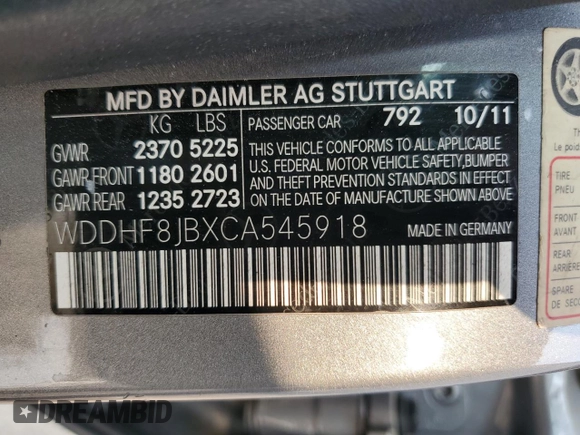 MFD BY DAIMLER AG STUTTGART
KG LBS PASSENGER CAR 792 10/11
GVWR 2370 5225
GAWR FRONT 1180 2601
GAWR REAR 1235 2723
THIS VEHICLE CONFORMS TO ALL APPLICABLE
U.S. FEDERAL MOTOR VEHICLE SAFETY,BUMPER
AND THEFT PREVENTION STANDARDS IN EFFECT
ON THE DATE OF MANUFACTURE SHOWN ABOVE.
WDDHF8JBXCA545918 MADE IN GERMANY
Le poid
TIRE
PNEU
FRONT
AVANT
REAR
ARRIÈRE
SPARE
DE SEC
DREAMBID